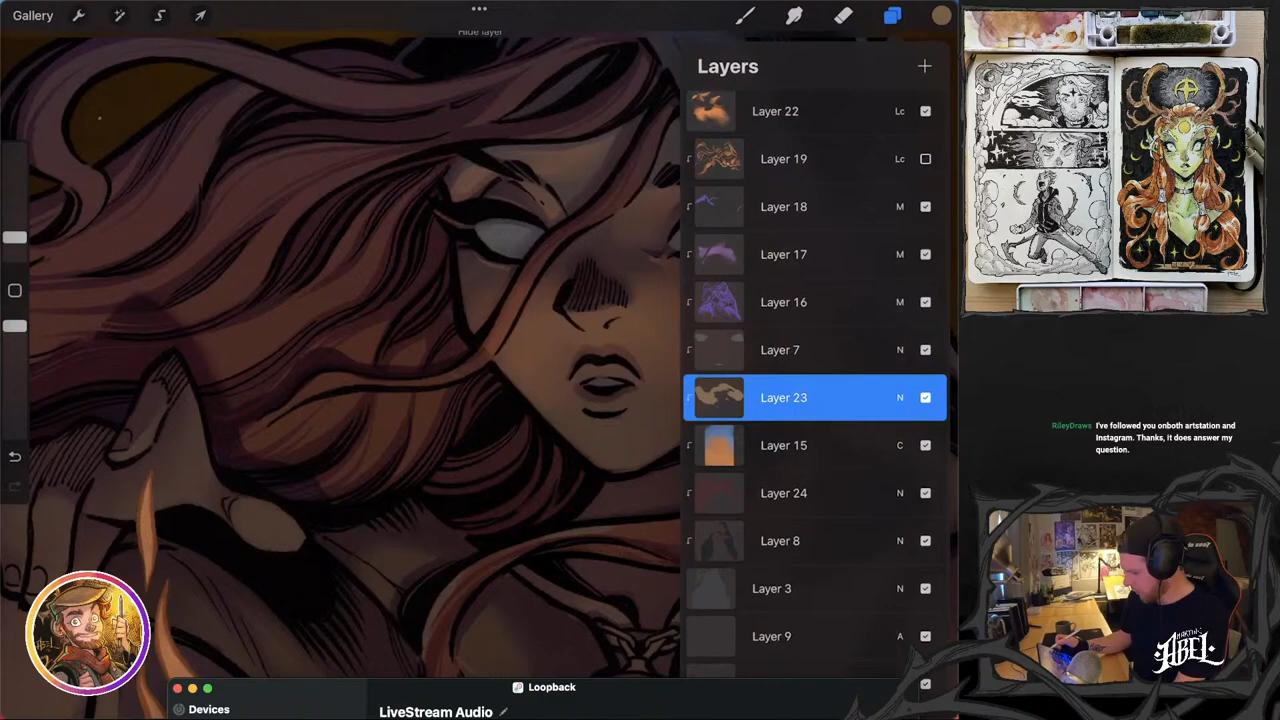 Gallery
Hide layer
Layers
Layer 22 Lc
Layer 19 Lc
Layer 18 M
Layer 17 M
Layer 16 M
Layer 7 N
Layer 23 N
Layer 15 C
Layer 24 N
Layer 8 N
Layer 3 N
Layer 9 A
Loopback
Devices
LiveStream Audio
RileyDraws I've followed you onboth artstation and
Instagram. Thanks, it does answer my
question.
MARTIN
ABEL